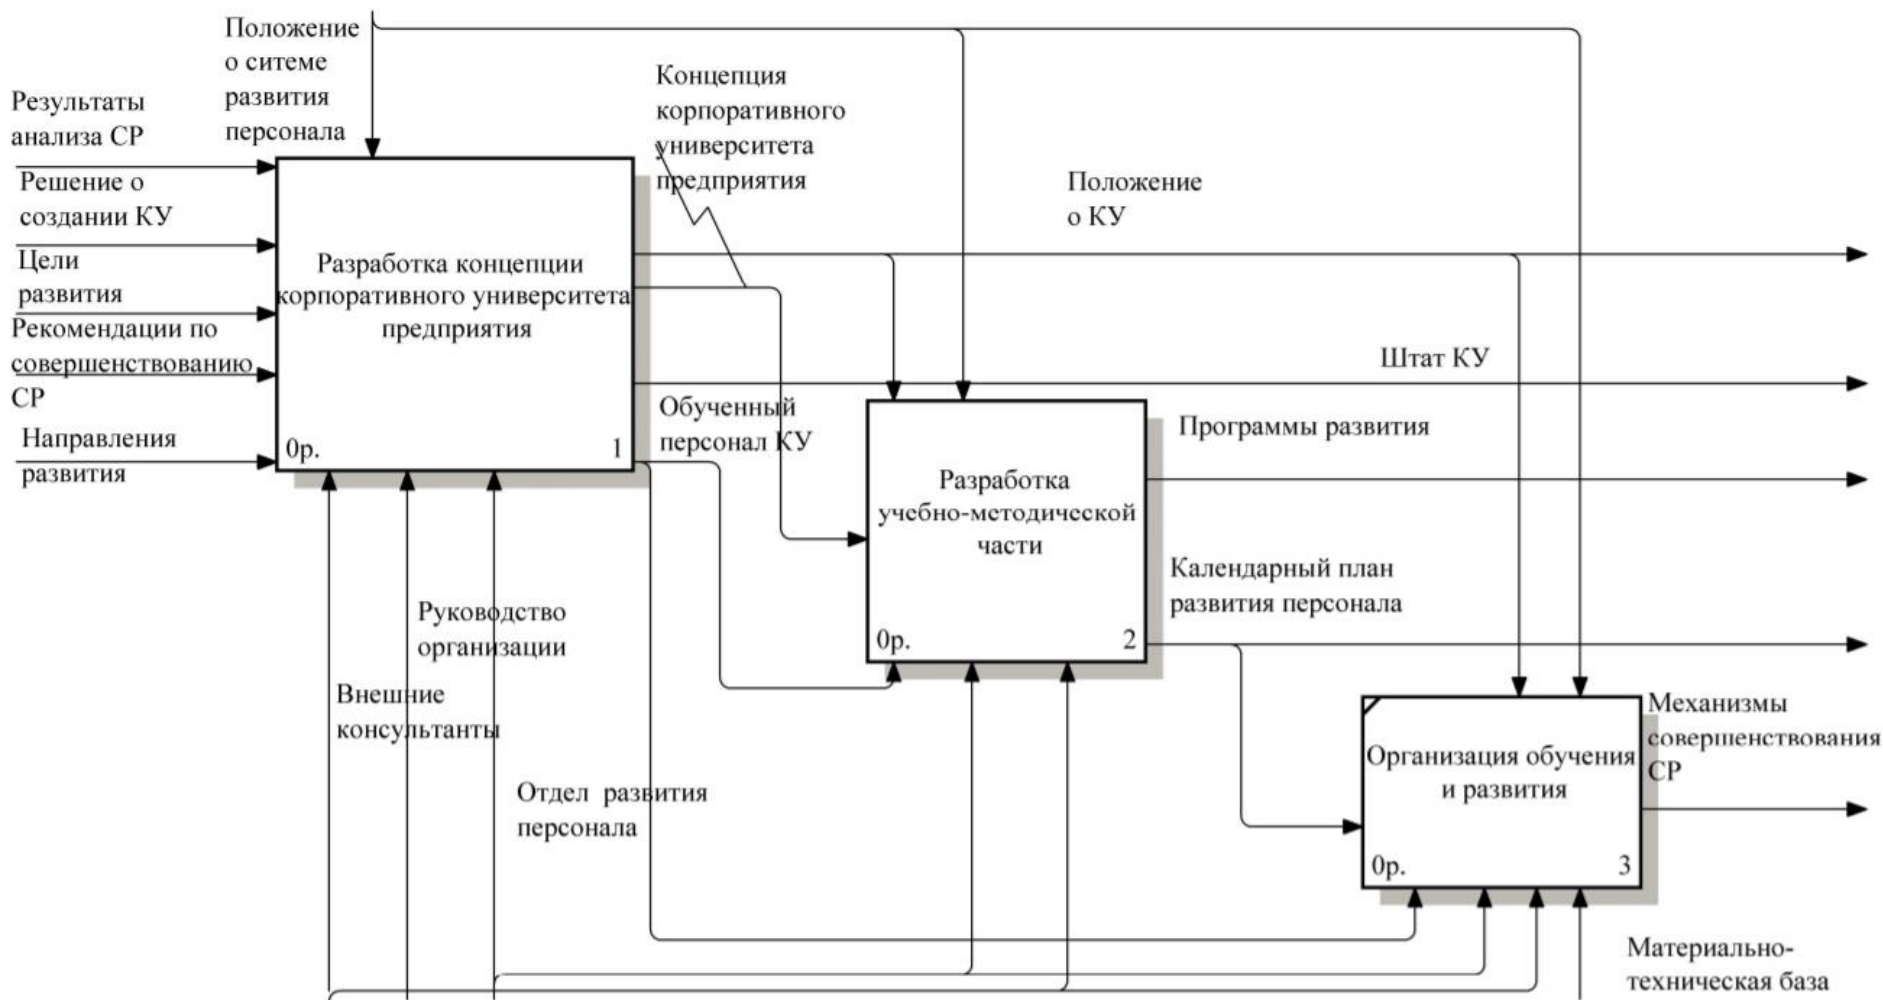 Положение
о ситеме
развития
персонала
Результаты
анализа СР
Решение о
создании КУ
Цели
развития
Рекомендации по
совершенствованию
СР
Направления
развития
Разработка концепции
корпоративного университета
предприятия
0р.
1
Концепция
корпоративного
университета
предприятия
Положение
о КУ
Штат КУ
Обученный
персонал КУ
Программы развития
Разработка
учебно-методической
части
0р.
2
Календарный план
развития персонала
Руководство
организации
Внешние
консультанты
Отдел развития
персонала
Механизмы
совершенствования
СР
Организация обучения
и развития
0р.
3
Материально-
техническая база